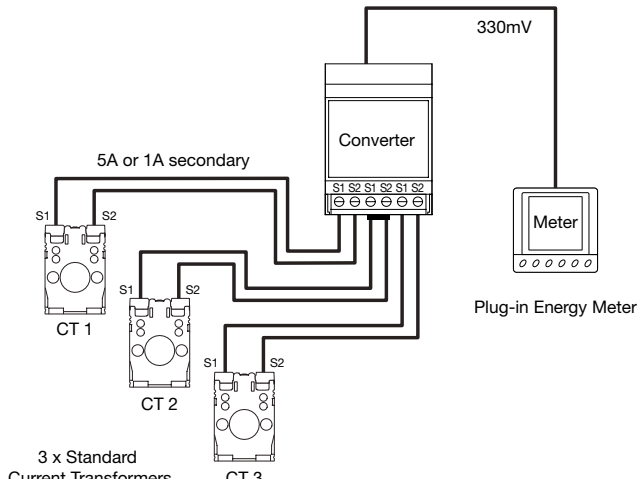 330mV
Converter
5A or 1A secondary
S1 S2 S1 S2 S1 S2
S1 S2
Meter
CT 1
Plug-in Energy Meter
S1 S2
CT 2
S1 S2
CT 3
3 x Standard
Current Transformers